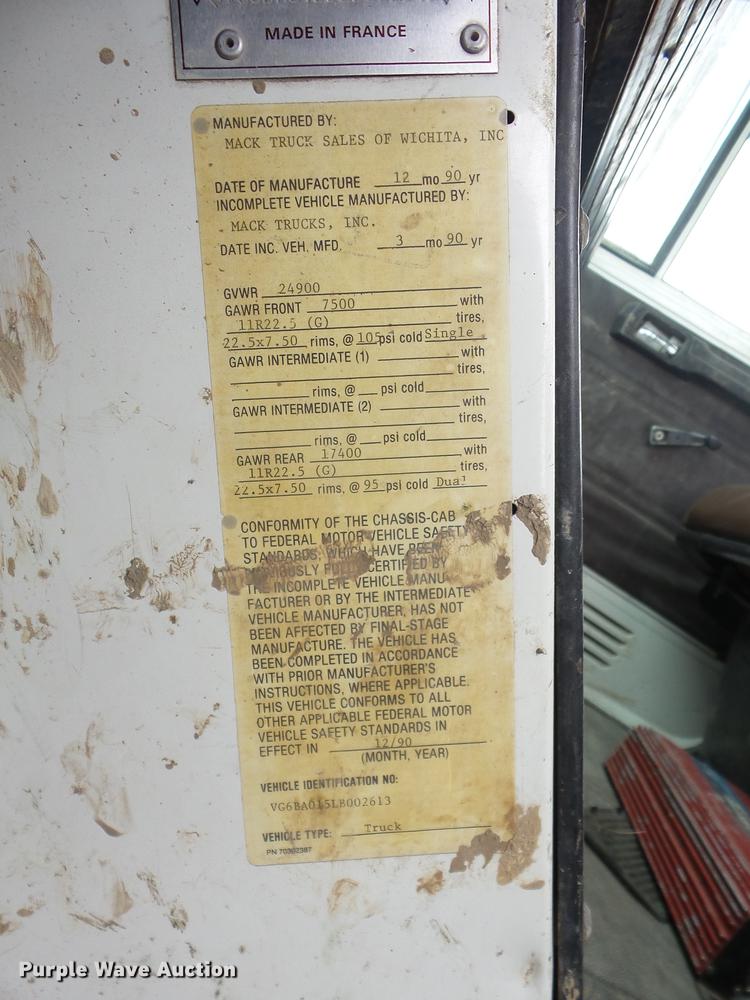 MADE IN FRANCE
MANUFACTURED BY:
MACK TRUCK SALES OF WICHITA, INC
DATE OF MANUFACTURE 12 mo 90 yr
INCOMPLETE VEHICLE MANUFACTURED BY:
MACK TRUCKS, INC.
DATE INC. VEH. MFD. 3 mo 90 yr
GVWR 24900
GAWR FRONT 7500 with
11R22.5 (G) tires,
22.5x7.50 rims, @ 105 psi cold Single
GAWR INTERMEDIATE (1) with
tires,
rims, @ psi cold
GAWR INTERMEDIATE (2) with
tires,
rims, @ psi cold
GAWR REAR 17400 with
11R22.5 (G) tires,
22.5x7.50 rims, @ 95 psi cold Dual
CONFORMITY OF THE CHASSIS-CAB
TO FEDERAL MOTOR VEHICLE SAFETY
STANDARDS, WHICH HAVE BEEN
PREVIOUSLY FULLY CERTIFIED BY
THE INCOMPLETE VEHICLE MANU-
FACTURER OR BY THE INTERMEDIATE
VEHICLE MANUFACTURER, HAS NOT
BEEN AFFECTED BY FINAL-STAGE
MANUFACTURE. THE VEHICLE HAS
BEEN COMPLETED IN ACCORDANCE
WITH PRIOR MANUFACTURER'S
INSTRUCTIONS, WHERE APPLICABLE.
THIS VEHICLE CONFORMS TO ALL
OTHER APPLICABLE FEDERAL MOTOR
VEHICLE SAFETY STANDARDS IN
EFFECT IN 12/90
(MONTH, YEAR)
VEHICLE IDENTIFICATION NO:
VG6BA015LB002613
VEHICLE TYPE: Truck
PN 70392387
Purple Wave Auction